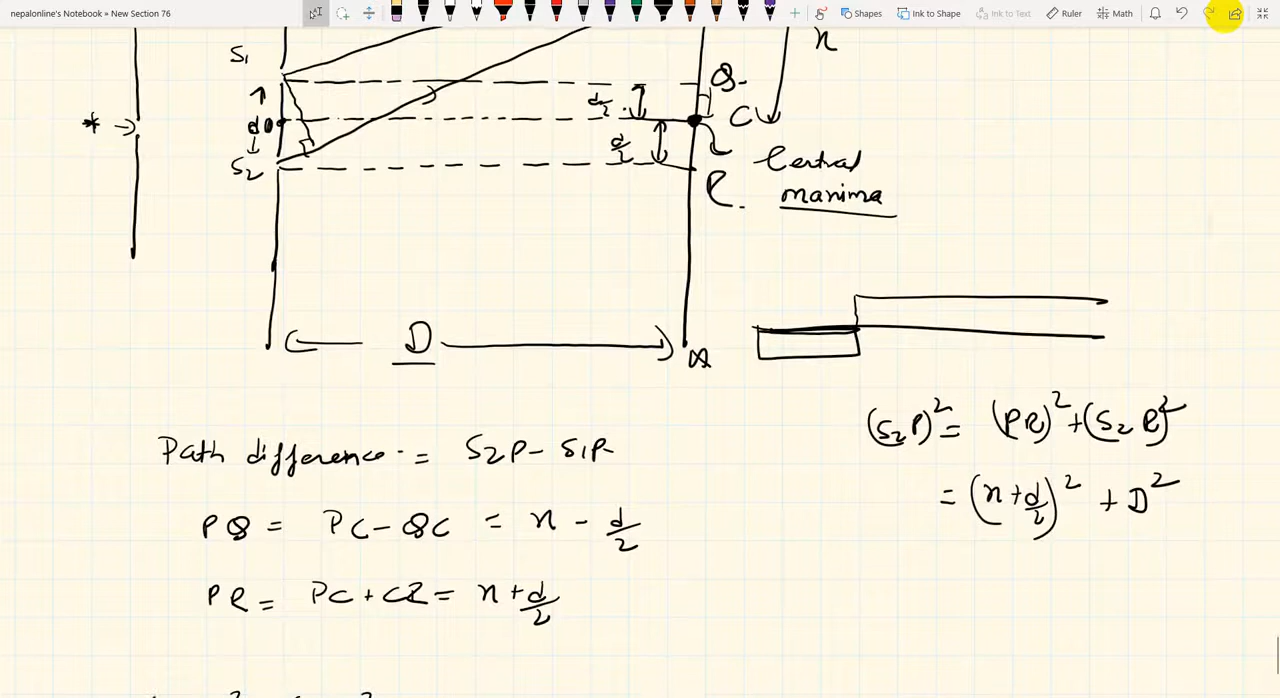 nepalonline's Notebook » New Section 76
Shapes Ink to Shape Ink to Text Ruler Math
S1
x
Q
d/2
C
d
d/2
S2
Central
R.
maxima
D
(S2P)^2 = (PR)^2 + (S2R)^2
Path difference = S2P - S1P
= (x + d/2)^2 + D^2
PQ = PC - QC = x - d/2
PR = PC + CR = x + d/2